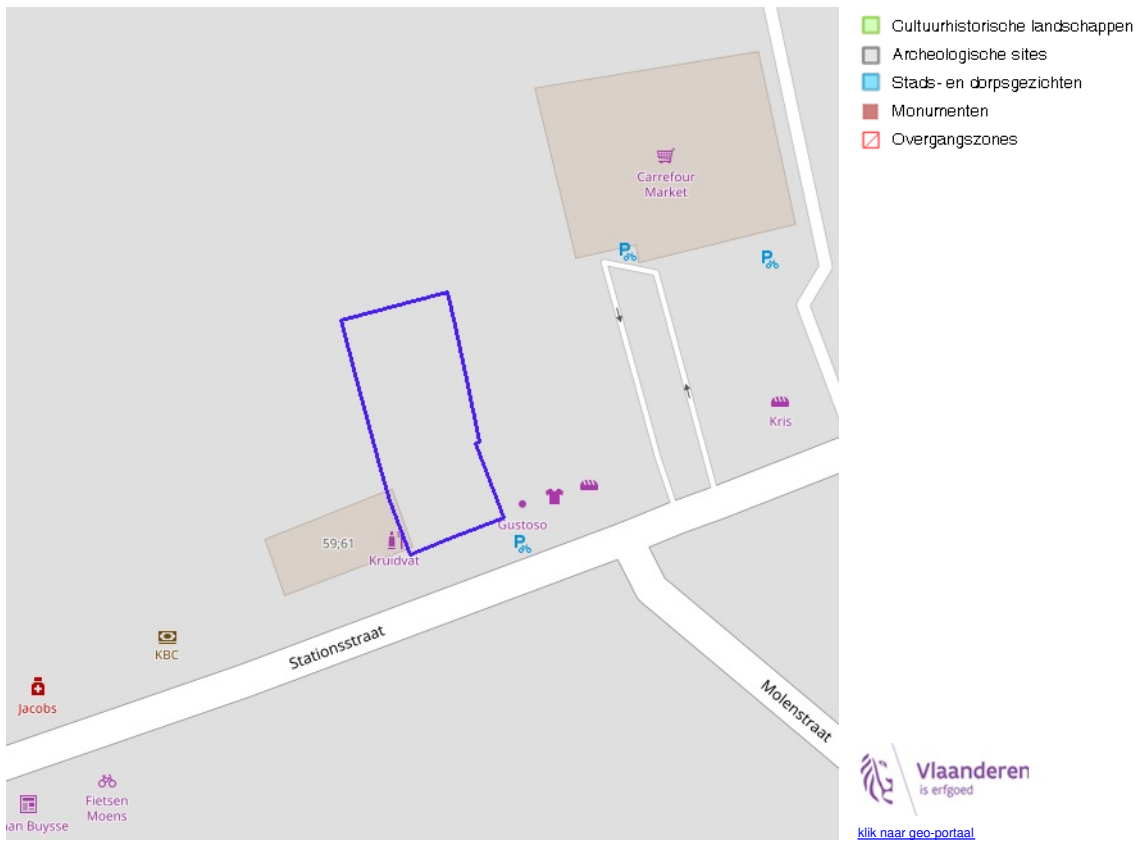 Cultuurhistorische landschappen
Archeologische sites
Stads- en dorpsgezichten
Monumenten
Overgangszones
Carrefour
Market
P
P
Kris
Gustoso
P
59;61
Kruidvat
Stationsstraat
KBC
Molenstraat
Jacobs
Fietsen
Moens
Buysse
Vlaanderen
is erfgoed
klik naar geo-portaal